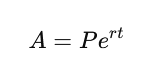 A = Pe^{rt}